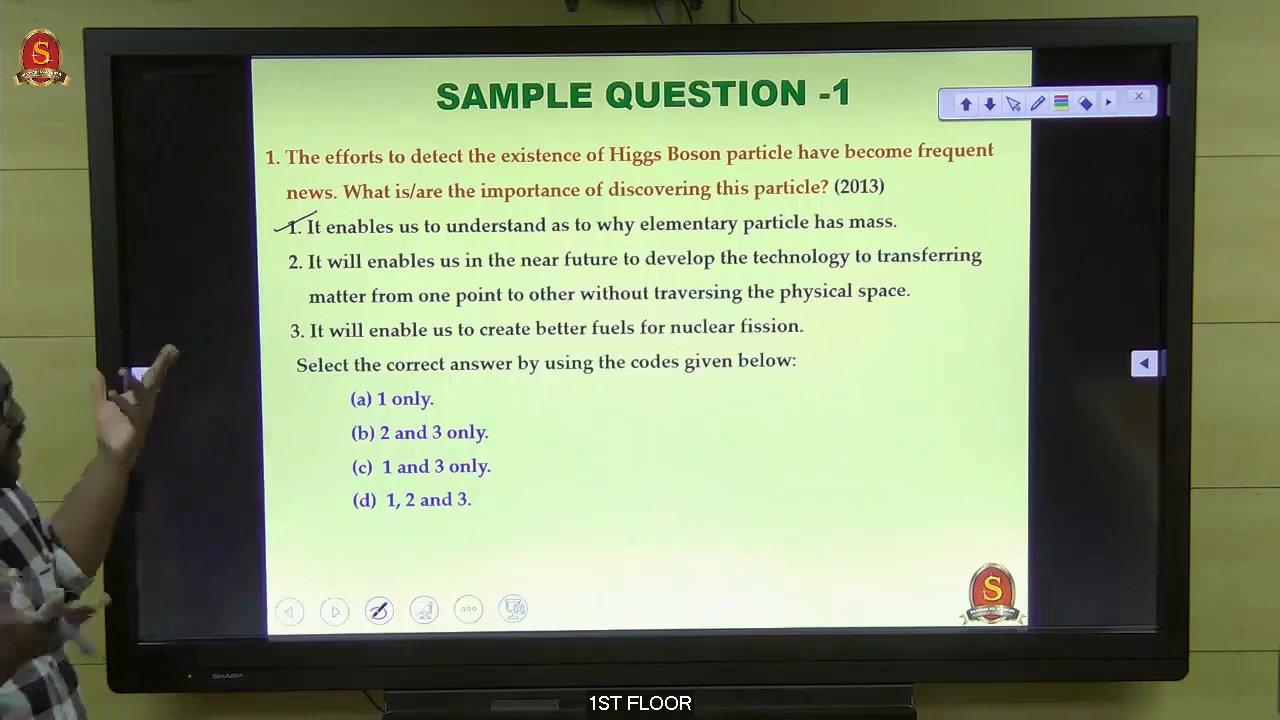 S
SAMPLE QUESTION -1
1. The efforts to detect the existence of Higgs Boson particle have become frequent
news. What is/are the importance of discovering this particle? (2013)
1. It enables us to understand as to why elementary particle has mass.
2. It will enables us in the near future to develop the technology to transferring
matter from one point to other without traversing the physical space.
3. It will enable us to create better fuels for nuclear fission.
Select the correct answer by using the codes given below:
(a) 1 only.
(b) 2 and 3 only.
(c) 1 and 3 only.
(d) 1, 2 and 3.
S
SHARP
1ST FLOOR